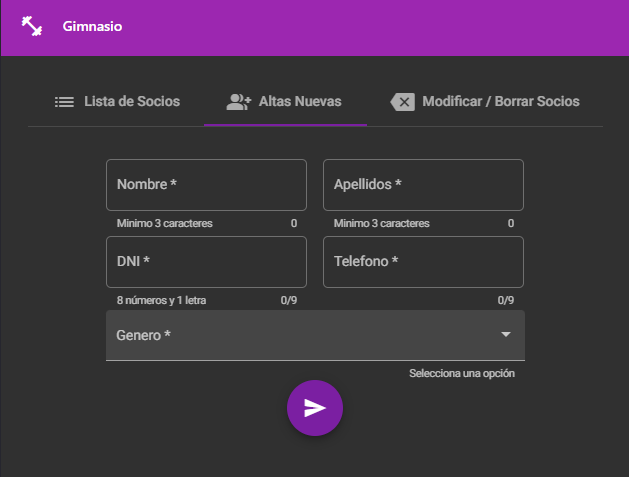 Gimnasio
Lista de Socios
Altas Nuevas
Modificar / Borrar Socios
Nombre *
Apellidos *
Minimo 3 caracteres
0
Minimo 3 caracteres
0
DNI *
Telefono *
8 números y 1 letra
0/9
0/9
Genero *
Selecciona una opción